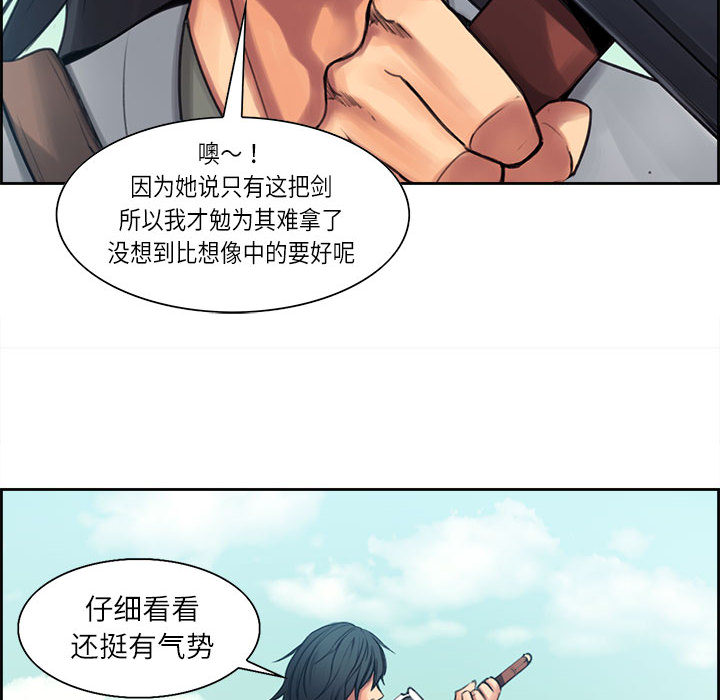 噢～！
因为她说只有这把剑
所以我才勉为其难拿了
没想到比想像中的要好呢
仔细看看
还挺有气势